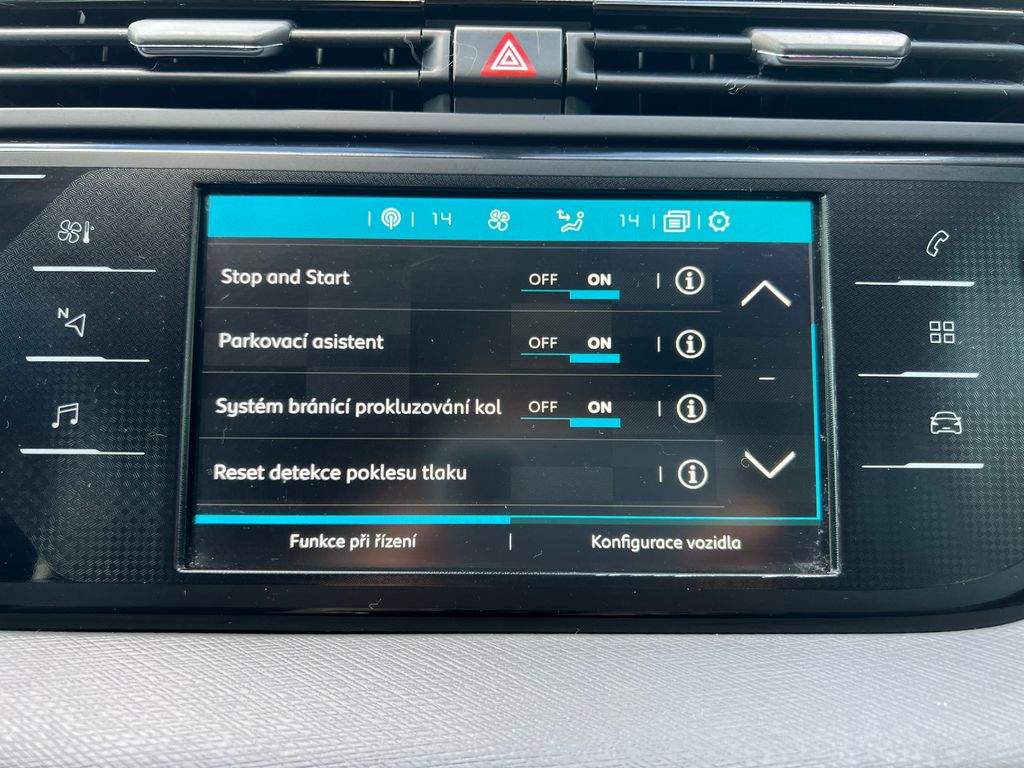 14 14
Stop and Start OFF ON
Parkovací asistent OFF ON
N
Systém bránící prokluzování kol OFF ON
Reset detekce poklesu tlaku
Funkce při řízení | Konfigurace vozidla